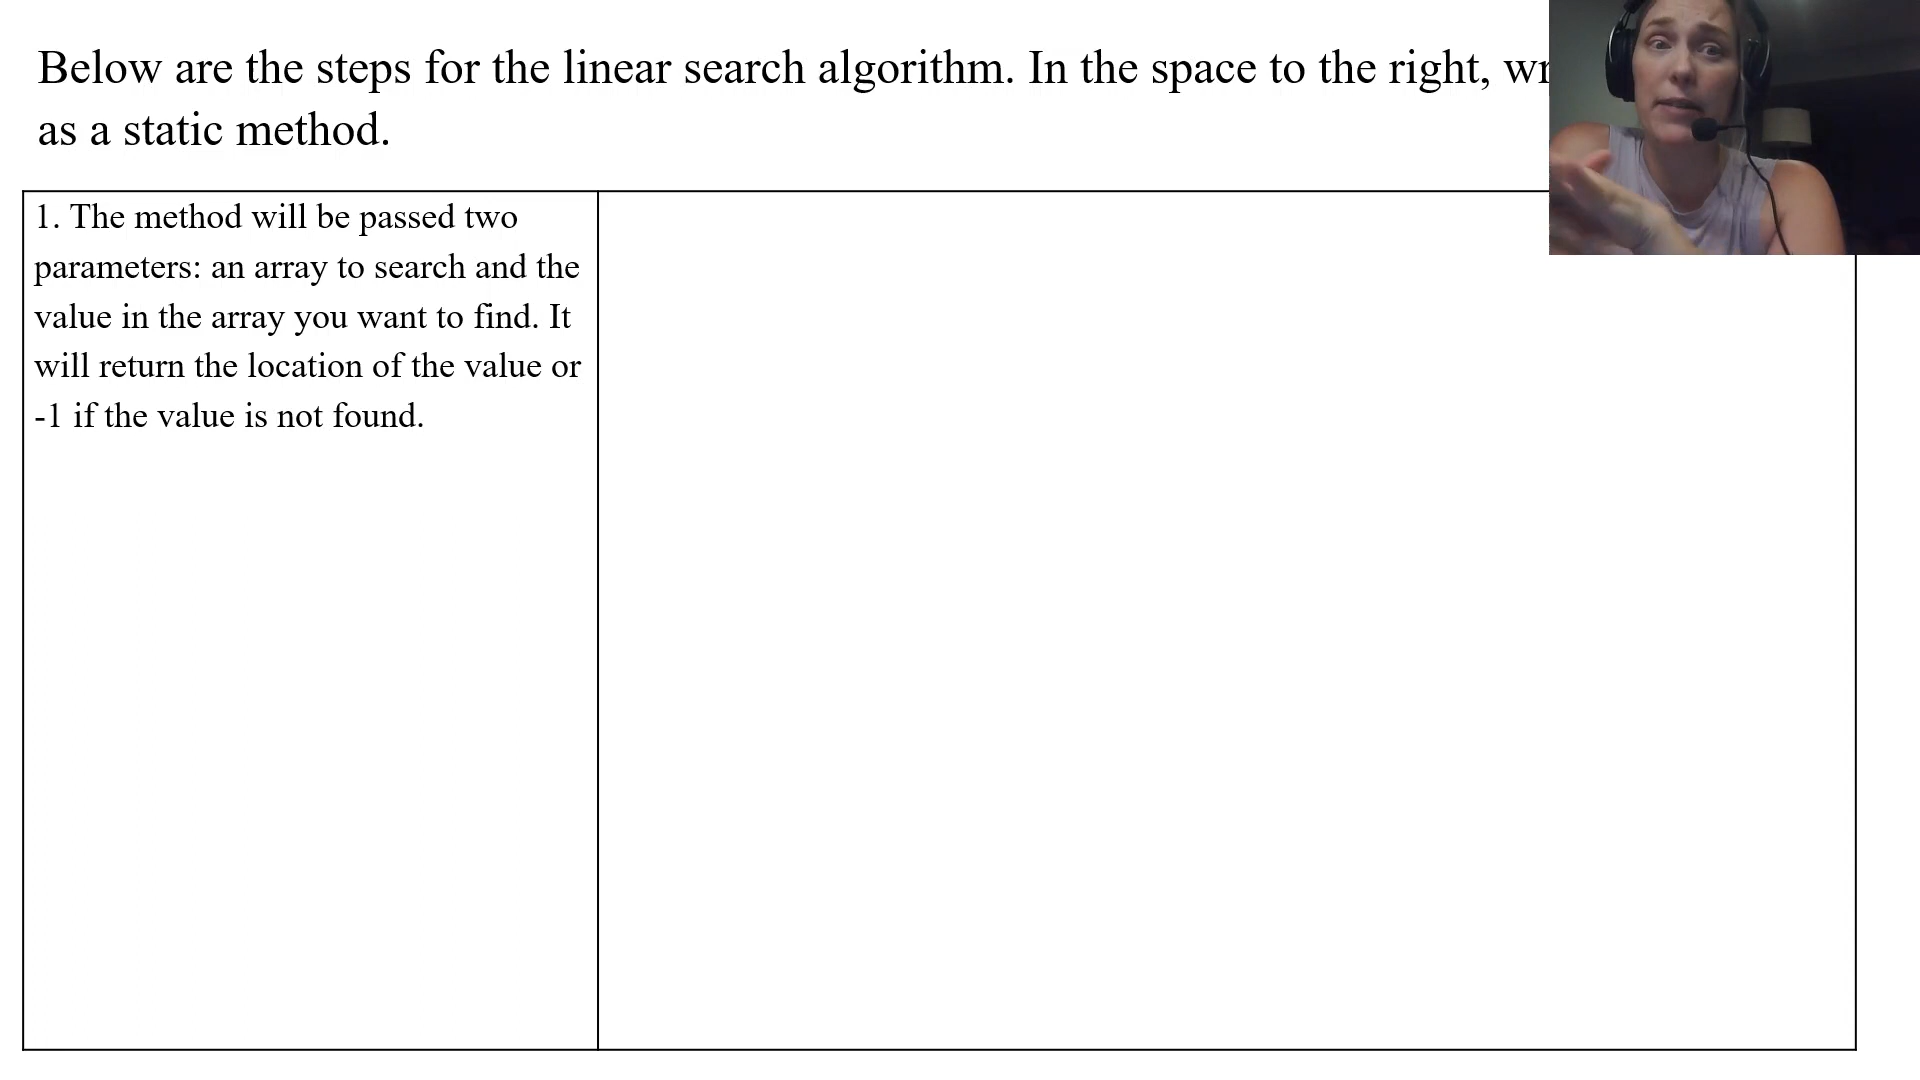 Below are the steps for the linear search algorithm. In the space to the right,
as a static method.
1. The method will be passed two
parameters: an array to search and the
value in the array you want to find. It
will return the location of the value or
-1 if the value is not found.